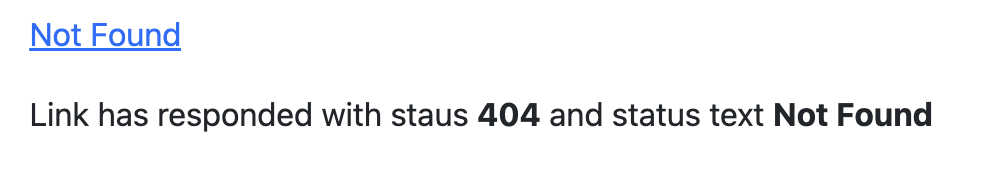 Not Found
Link has responded with staus 404 and status text Not Found